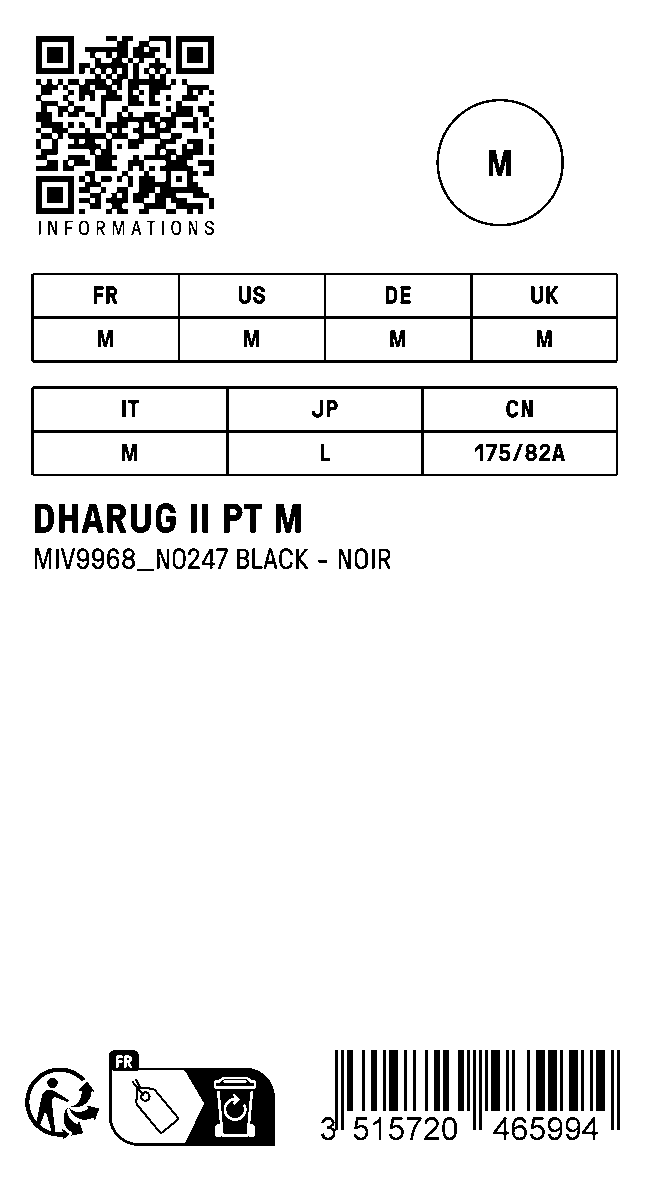 M
INFORMATIONS
FR US DE UK
M M M M
IT JP CN
M L 175/82A
DHARUG II PT M
MIV9968_N0247 BLACK - NOIR
FR
3 515720 465994